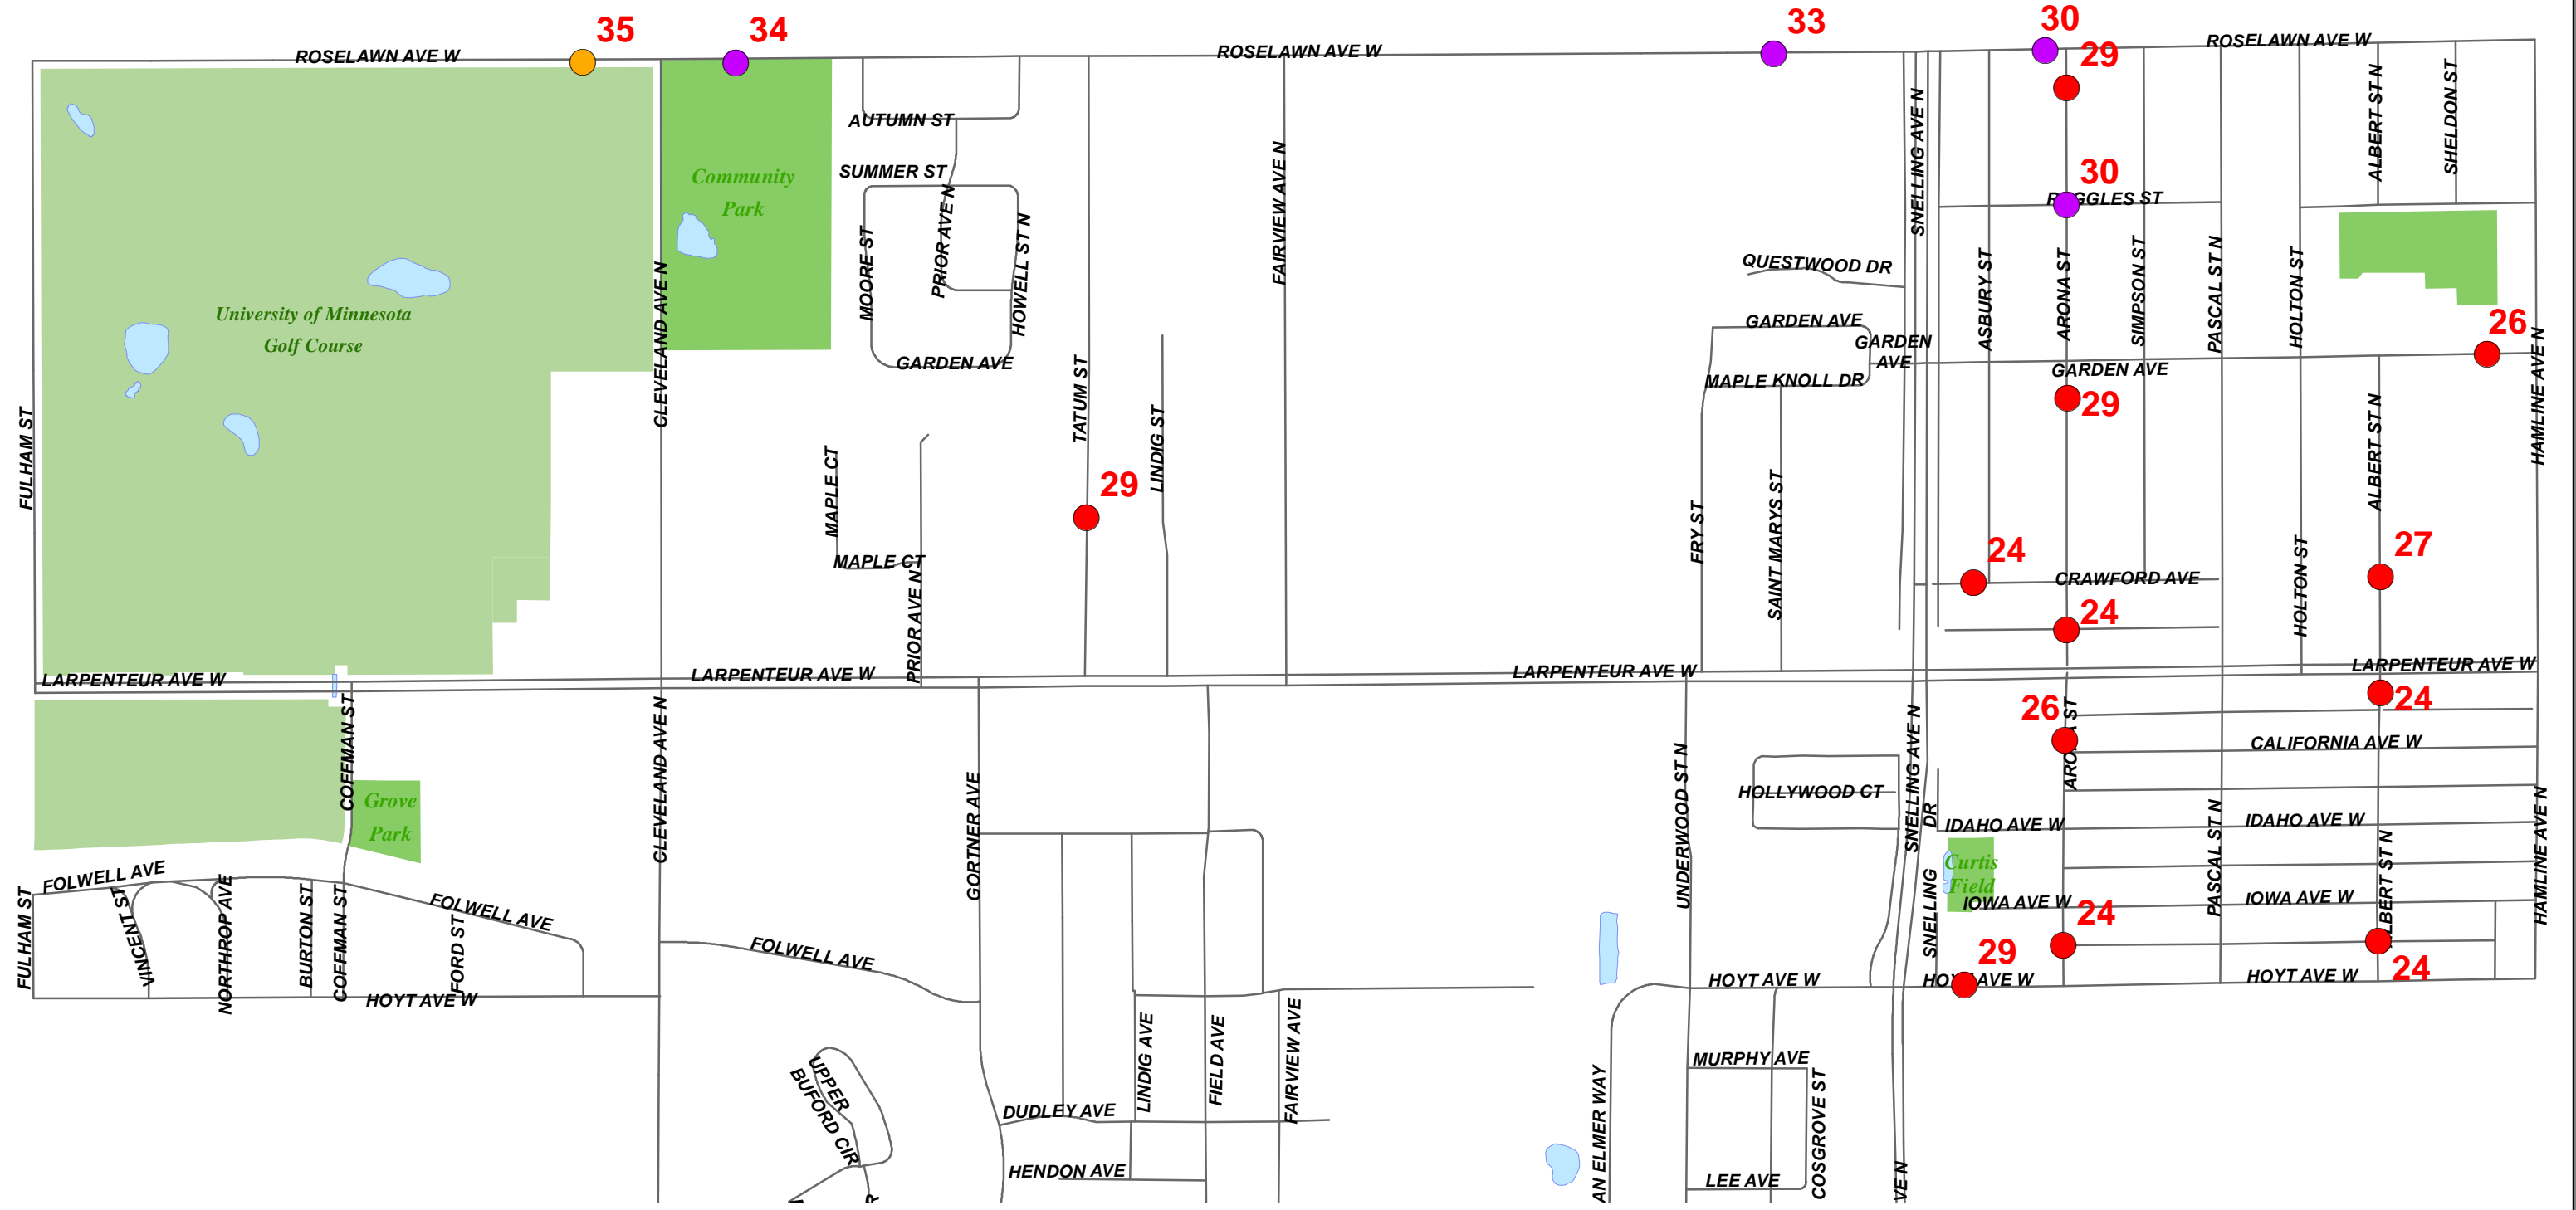 35
34
33
30
ROSELAWN AVE W
ROSELAWN AVE W
ROSELAWN AVE W
29
ALBERT ST N
SHELDON ST
SNELLING AVE N
AUTUMN ST
SUMMER ST
Community
Park
PRIOR AVE N
MOORE ST
HOWELL ST N
FAIRVIEW AVE N
30
QUESTWOOD DR
ASBURY ST
ARONA ST
SIMPSON ST
PASCAL ST N
HOLTON ST
University of Minnesota
Golf Course
CLEVELAND AVE N
GARDEN AVE
GARDEN AVE
GARDEN
AVE
GARDEN AVE
26
HAMLINE AVE N
MAPLE KNOLL DR
29
FULHAM ST
TATUM ST
LINDIG ST
ALBERT ST N
MAPLE CT
29
FRY ST
SAINT MARYS ST
24
27
MAPLE CT
CRAWFORD AVE
HOLTON ST
PRIOR AVE N
24
LARPENTEUR AVE W
LARPENTEUR AVE W
LARPENTEUR AVE W
LARPENTEUR AVE W
24
26
COFFMAN ST
CLEVELAND AVE N
GORTNER AVE
UNDERWOOD ST N
SNELLING AVE N
CALIFORNIA AVE W
HOLLYWOOD CT
Grove
Park
IDAHO AVE W
IDAHO AVE W
PASCAL ST N
HAMLINE AVE N
SNELLING DR
Curtis
Field
FOLWELL AVE
IOWA AVE W
IOWA AVE W
FULHAM ST
VINCENT ST
NORTHROP AVE
BURTON ST
COFFMAN ST
FORD ST
FOLWELL AVE
FOLWELL AVE
24
29
24
HOYT AVE W
HOYT AVE W
HOYT AVE W
LINDIG AVE
FIELD AVE
FAIRVIEW AVE
MURPHY AVE
UPPER
BUFORD CIR
DUDLEY AVE
HENDON AVE
AN ELMER WAY
COSGROVE ST
LEE AVE
VE N